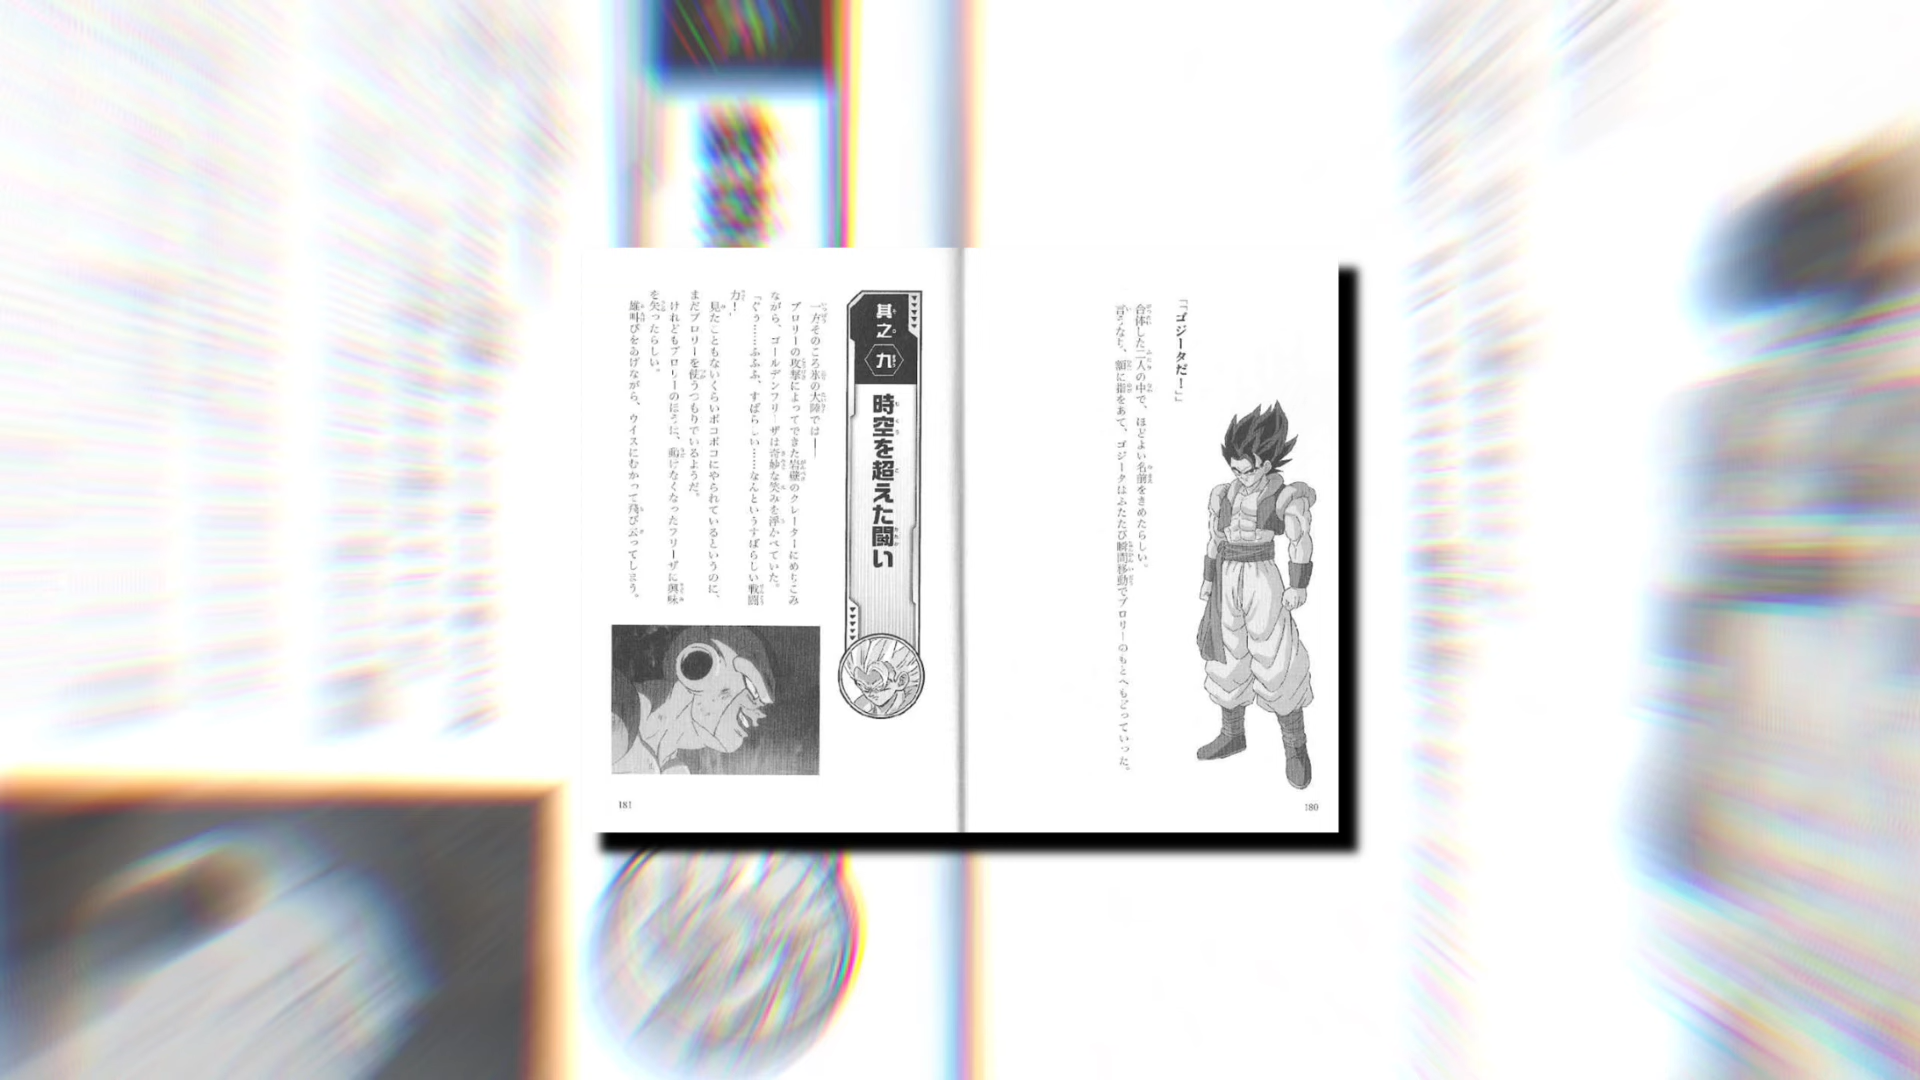 「「ゴジータだ！」」
合体した二人の中で、ほどよい名前をきめたらしい。
言うなり、額に指をあて、ゴジータはふたたび瞬間移動でブロリーのもとへもどっていった。
180
其之九
時空を超えた闘い
一方そのころ氷の大陸では――
ブロリーの攻撃によってできた岩壁のクレーターにめりこみ
ながら、ゴールデンフリーザは奇妙な笑みを浮かべていた。
「ぐぅ……ふふふ、すばらしい……なんというすばらしい戦闘
力！」
見たこともないくらいボコボコにやられているというのに、
まだブロリーを使うつもりでいるようだ。
けれどもブロリーのほうは、動けなくなったフリーザに興味
を失ったらしい。
雄叫びをあげながら、ウイスにむかって飛び去ってしまう。
181